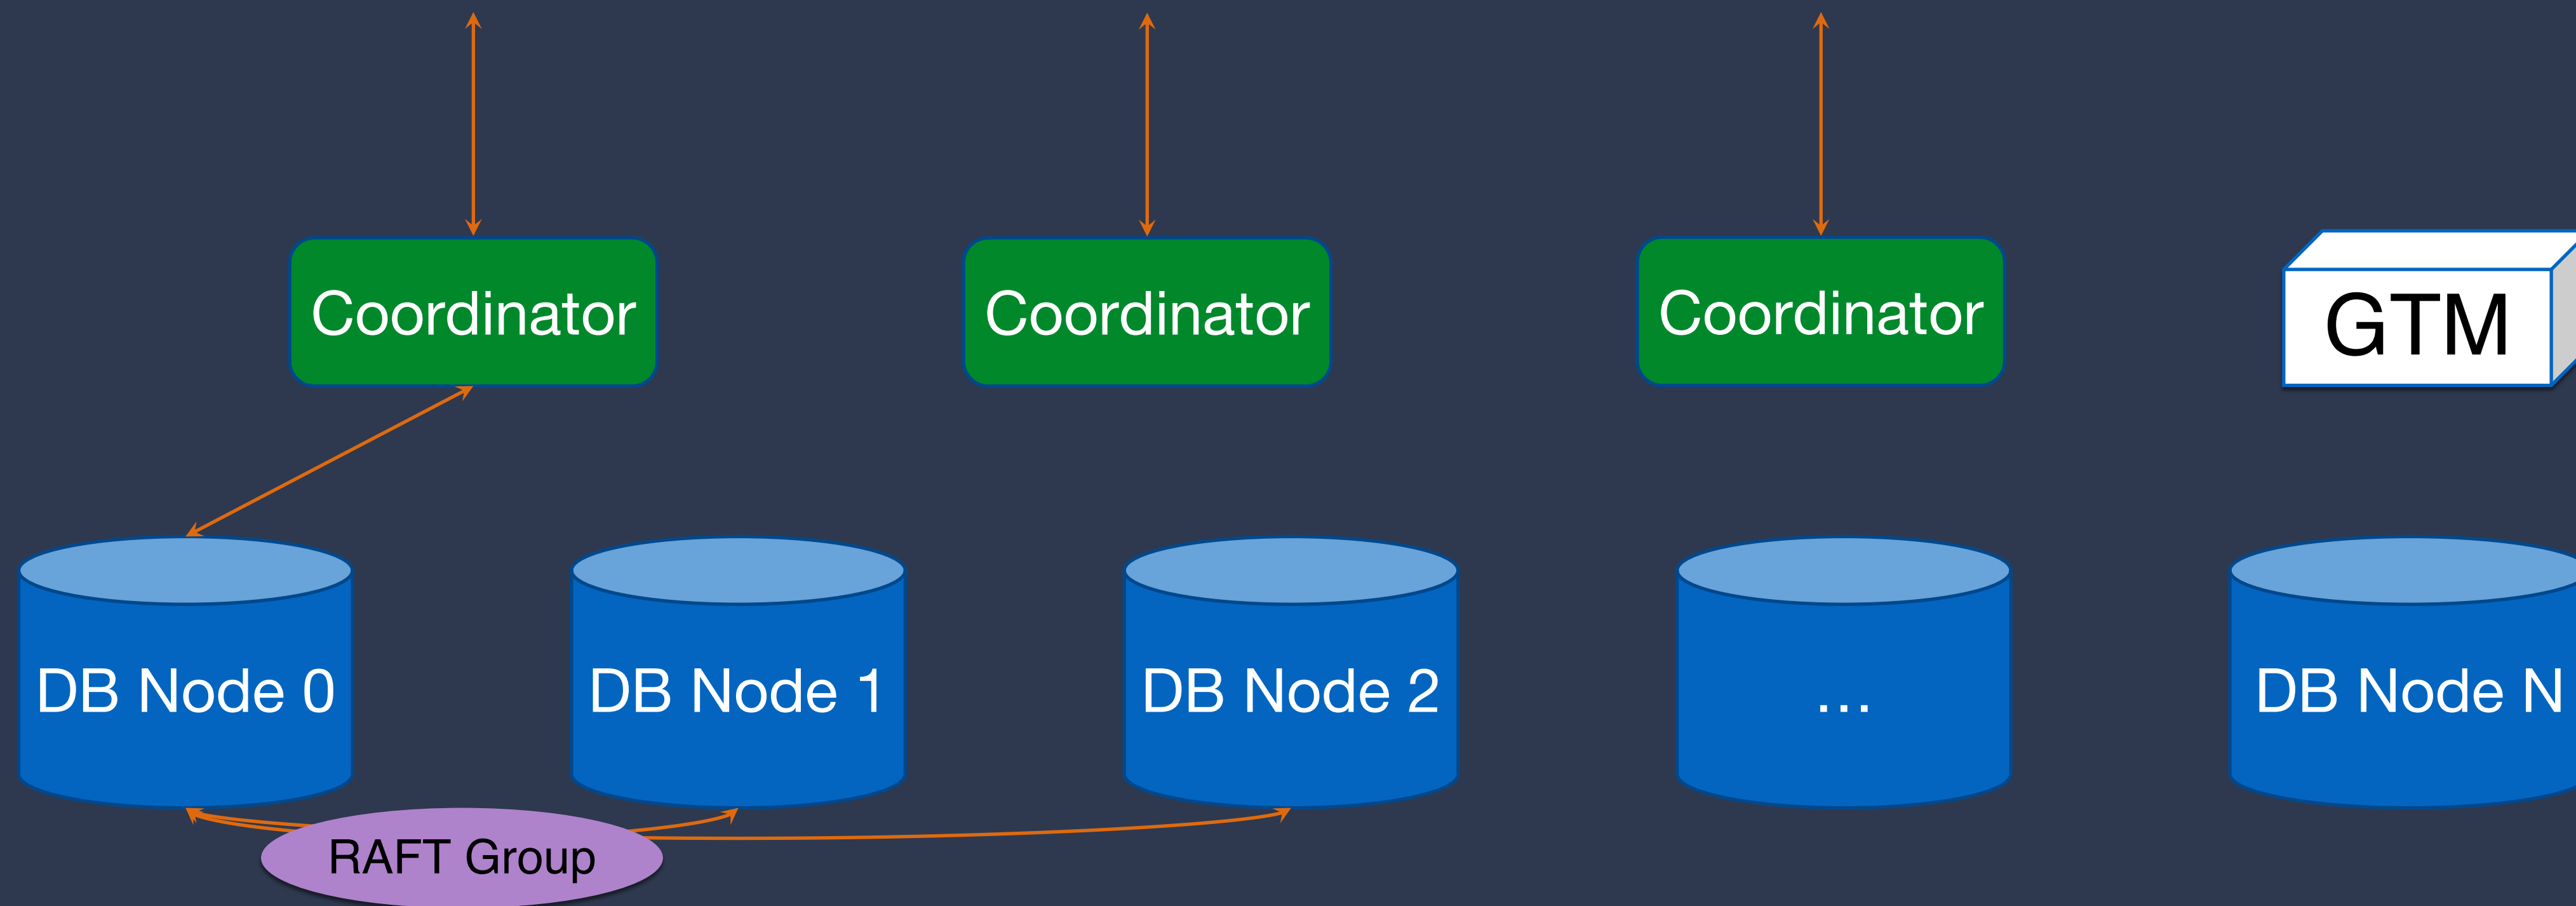 Coordinator
Coordinator
Coordinator
GTM
DB Node 0
DB Node 1
DB Node 2
...
DB Node N
RAFT Group